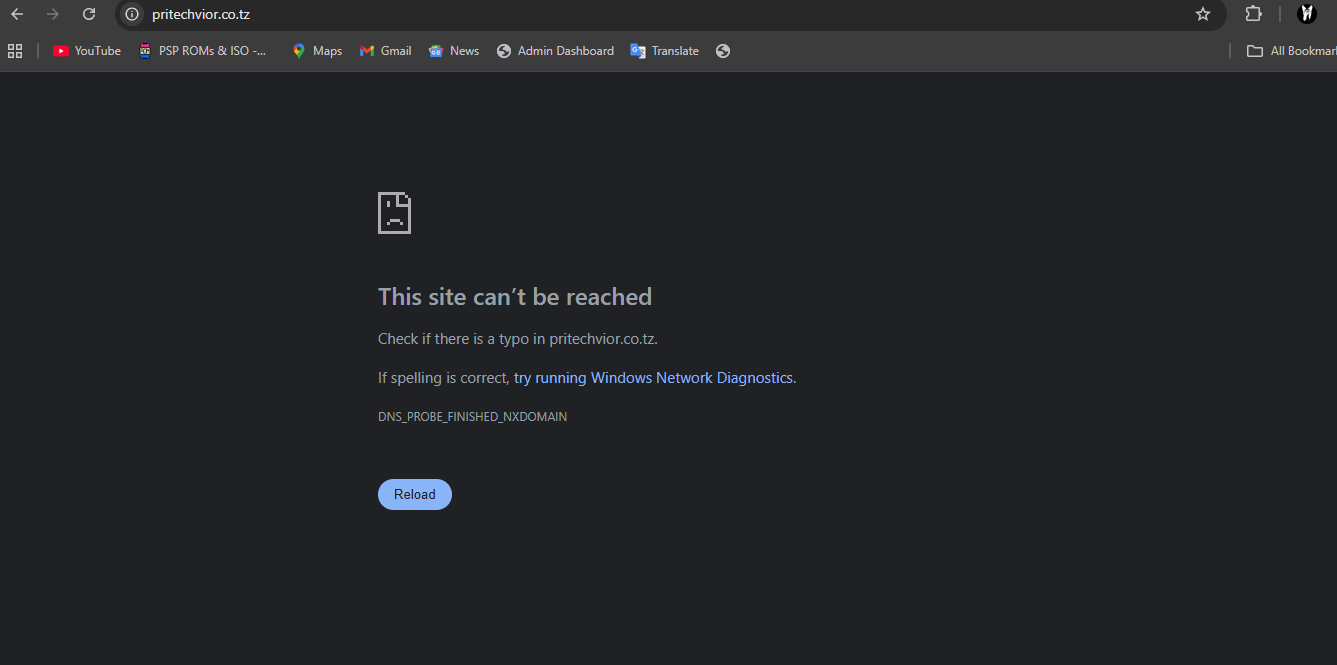 pritechvior.co.tz
YouTube PSP ROMs & ISO -... Maps Gmail News Admin Dashboard Translate All Bookmar
This site can't be reached
Check if there is a typo in pritechvior.co.tz.
If spelling is correct, try running Windows Network Diagnostics.
DNS_PROBE_FINISHED_NXDOMAIN
Reload